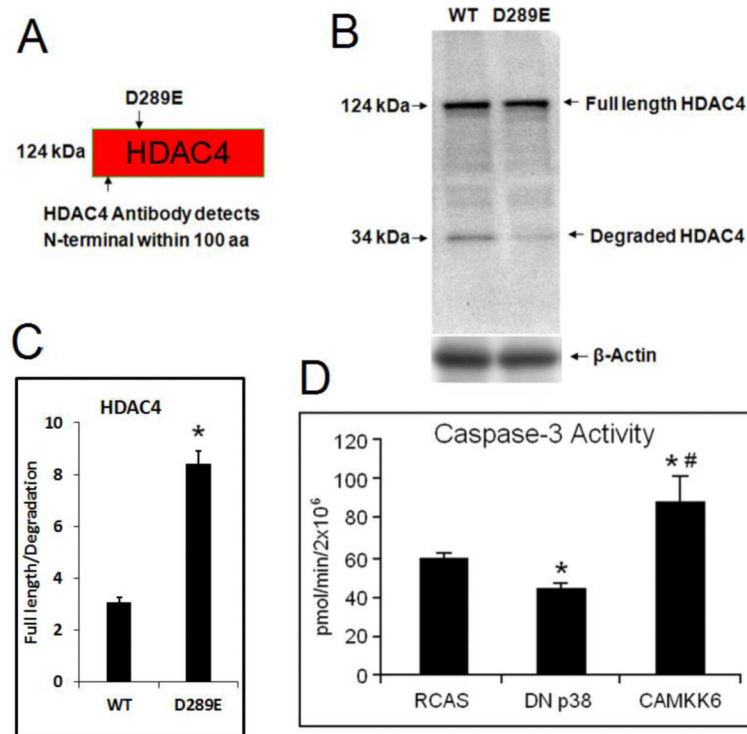 A
D289E
124 kDa
HDAC4
HDAC4 Antibody detects
N-terminal within 100 aa
B
WT D289E
124 kDa
Full length HDAC4
34 kDa
Degraded HDAC4
β-Actin
C
HDAC4
Full length/Degradation
10
8
6
4
2
0
*
WT D289E
D
Caspase-3 Activity
pmol/min/2x10⁶
120
100
80
60
40
20
0
*
* #
RCAS DN p38 CAMKK6